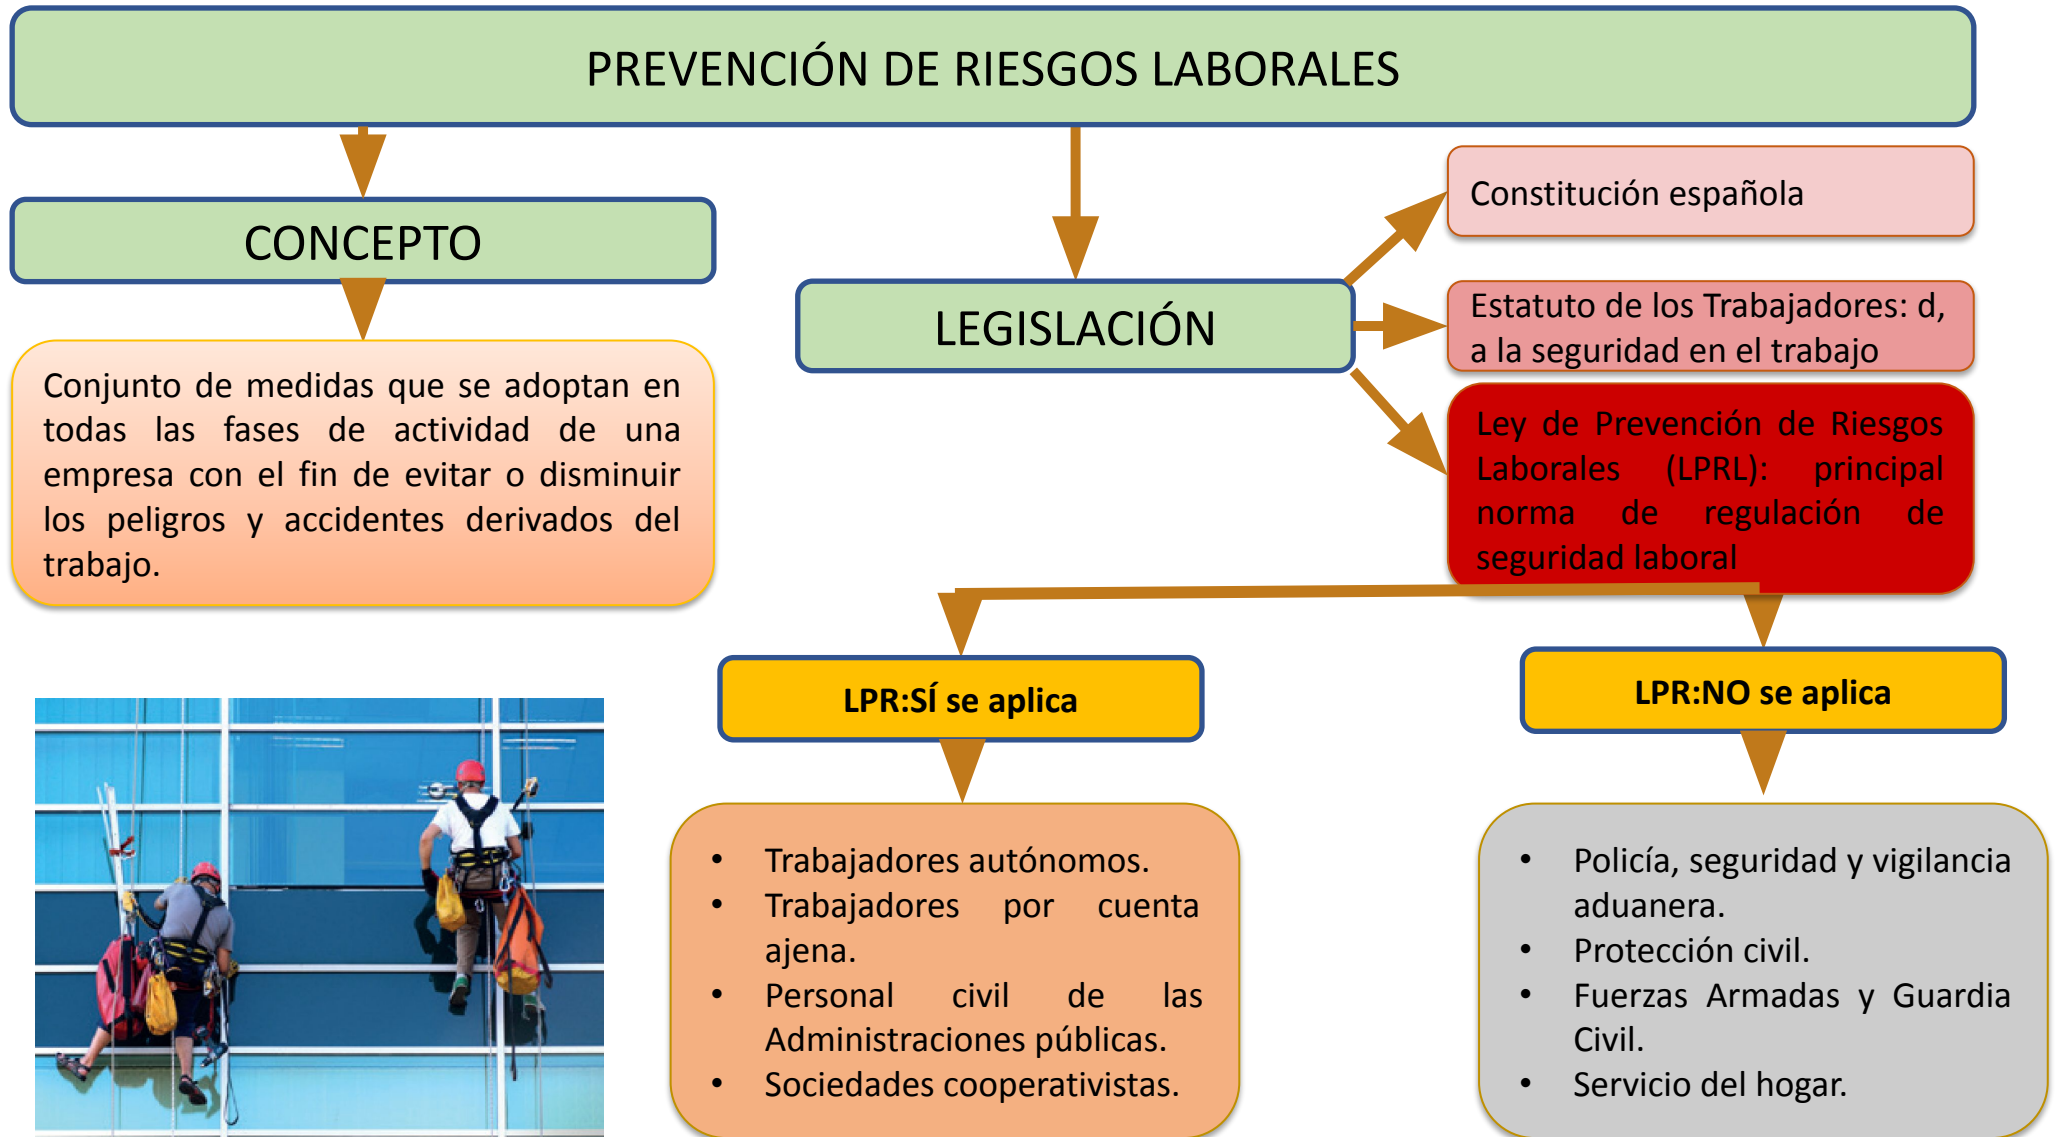 PREVENCIÓN DE RIESGOS LABORALES
CONCEPTO
Conjunto de medidas que se adoptan en
todas las fases de actividad de una
empresa con el fin de evitar o disminuir
los peligros y accidentes derivados del
trabajo.
LEGISLACIÓN
Constitución española
Estatuto de los Trabajadores: d,
a la seguridad en el trabajo
Ley de Prevención de Riesgos
Laborales (LPRL): principal
norma de regulación de
seguridad laboral
LPR:SÍ se aplica
• Trabajadores autónomos.
• Trabajadores por cuenta
ajena.
• Personal civil de las
Administraciones públicas.
• Sociedades cooperativistas.
LPR:NO se aplica
• Policía, seguridad y vigilancia
aduanera.
• Protección civil.
• Fuerzas Armadas y Guardia
Civil.
• Servicio del hogar.